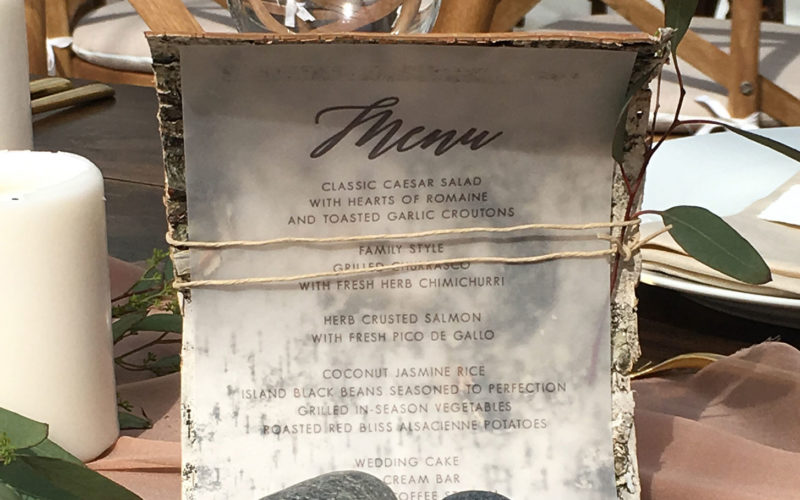 Menu
CLASSIC CAESAR SALAD
WITH HEARTS OF ROMAINE
AND TOASTED GARLIC CROUTONS
FAMILY STYLE
GRILLED CHURRASCO
WITH FRESH HERB CHIMICHURRI
HERB CRUSTED SALMON
WITH FRESH PICO DE GALLO
COCONUT JASMINE RICE
ISLAND BLACK BEANS SEASONED TO PERFECTION
GRILLED IN-SEASON VEGETABLES
ROASTED RED BLISS ALSACIENNE POTATOES
WEDDING CAKE
CREAM BAR
COFFEE